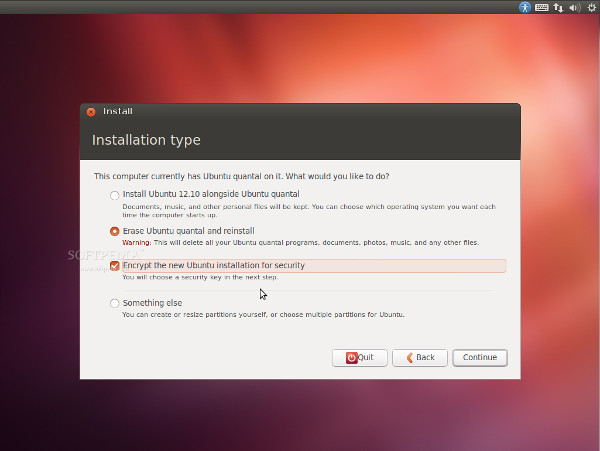 Install
Installation type
This computer currently has Ubuntu quantal on it. What would you like to do?
Install Ubuntu 12.10 alongside Ubuntu quantal
Documents, music, and other personal files will be kept. You can choose which operating system you want each
time the computer starts up.
Erase Ubuntu quantal and reinstall
Warning: This will delete all your Ubuntu quantal programs, documents, photos, music, and any other files.
SOFTPEDIA
Encrypt the new Ubuntu installation for security
You will choose a security key in the next step.
Something else
You can create or resize partitions yourself, or choose multiple partitions for Ubuntu.
Quit
Back
Continue